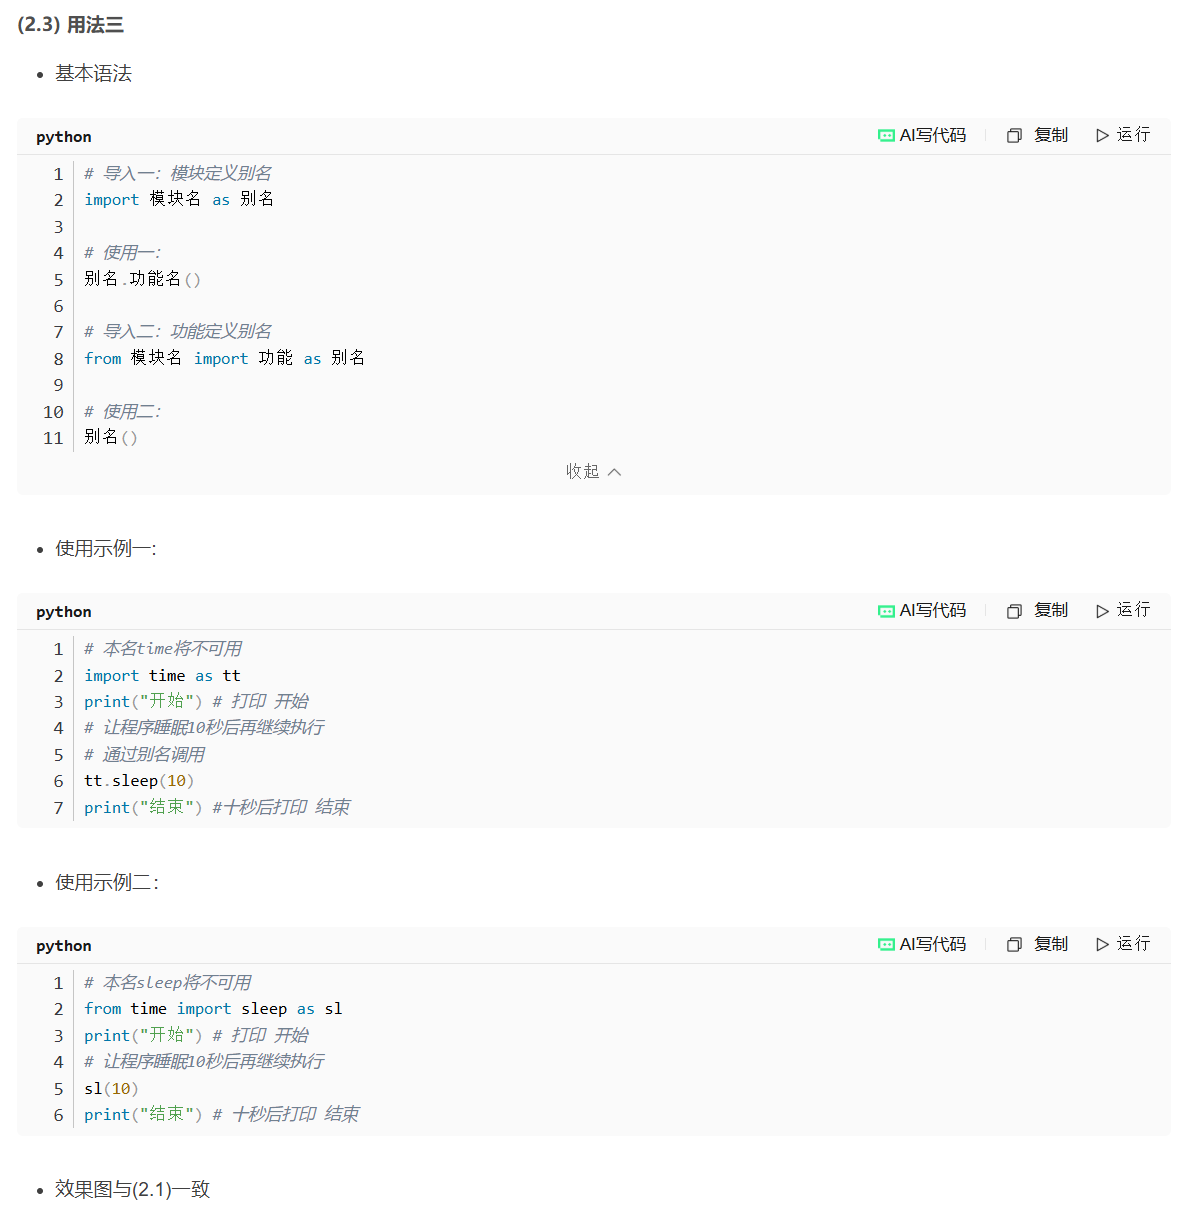 (2.3) 用法三
• 基本语法
python AI写代码 复制 运行
1 # 导入一：模块定义别名
2 import 模块名 as 别名
3
4 # 使用一：
5 别名.功能名()
6
7 # 导入二：功能定义别名
8 from 模块名 import 功能 as 别名
9
10 # 使用二：
11 别名()
收起
• 使用示例一:
python AI写代码 复制 运行
1 # 本名time将不可用
2 import time as tt
3 print("开始") # 打印 开始
4 # 让程序睡眠10秒后再继续执行
5 # 通过别名调用
6 tt.sleep(10)
7 print("结束") #十秒后打印 结束
• 使用示例二：
python AI写代码 复制 运行
1 # 本名sleep将不可用
2 from time import sleep as sl
3 print("开始") # 打印 开始
4 # 让程序睡眠10秒后再继续执行
5 sl(10)
6 print("结束") # 十秒后打印 结束
• 效果图与(2.1)一致